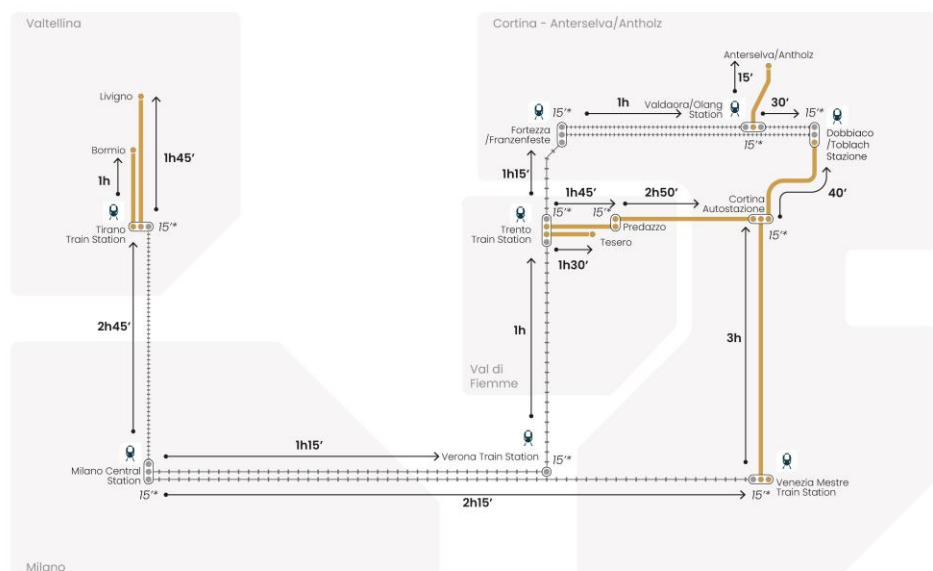 Valtellina
Cortina - Anterselva/Antholz
Anterselva/Antholz
15’
Livigno
1h
Valdaora/Olang
Station
30’
15’*
15’*
Fortezza
/Franzenfeste
15’*
Dobbiaco
/Toblach
Stazione
Bormio
1h45’
1h
1h15’
1h45’
2h50’
Cortina
Autostazione
40’
15’*
15’*
Tirano
Train Station
15’*
Trento
Train Station
Predazzo
15’*
Tesero
1h30’
2h45’
1h
3h
Val di
Fiemme
1h15’
Verona Train Station
15’*
Milano Central
Station
15’*
2h15’
15’*
Venezia Mestre
Train Station
Milano